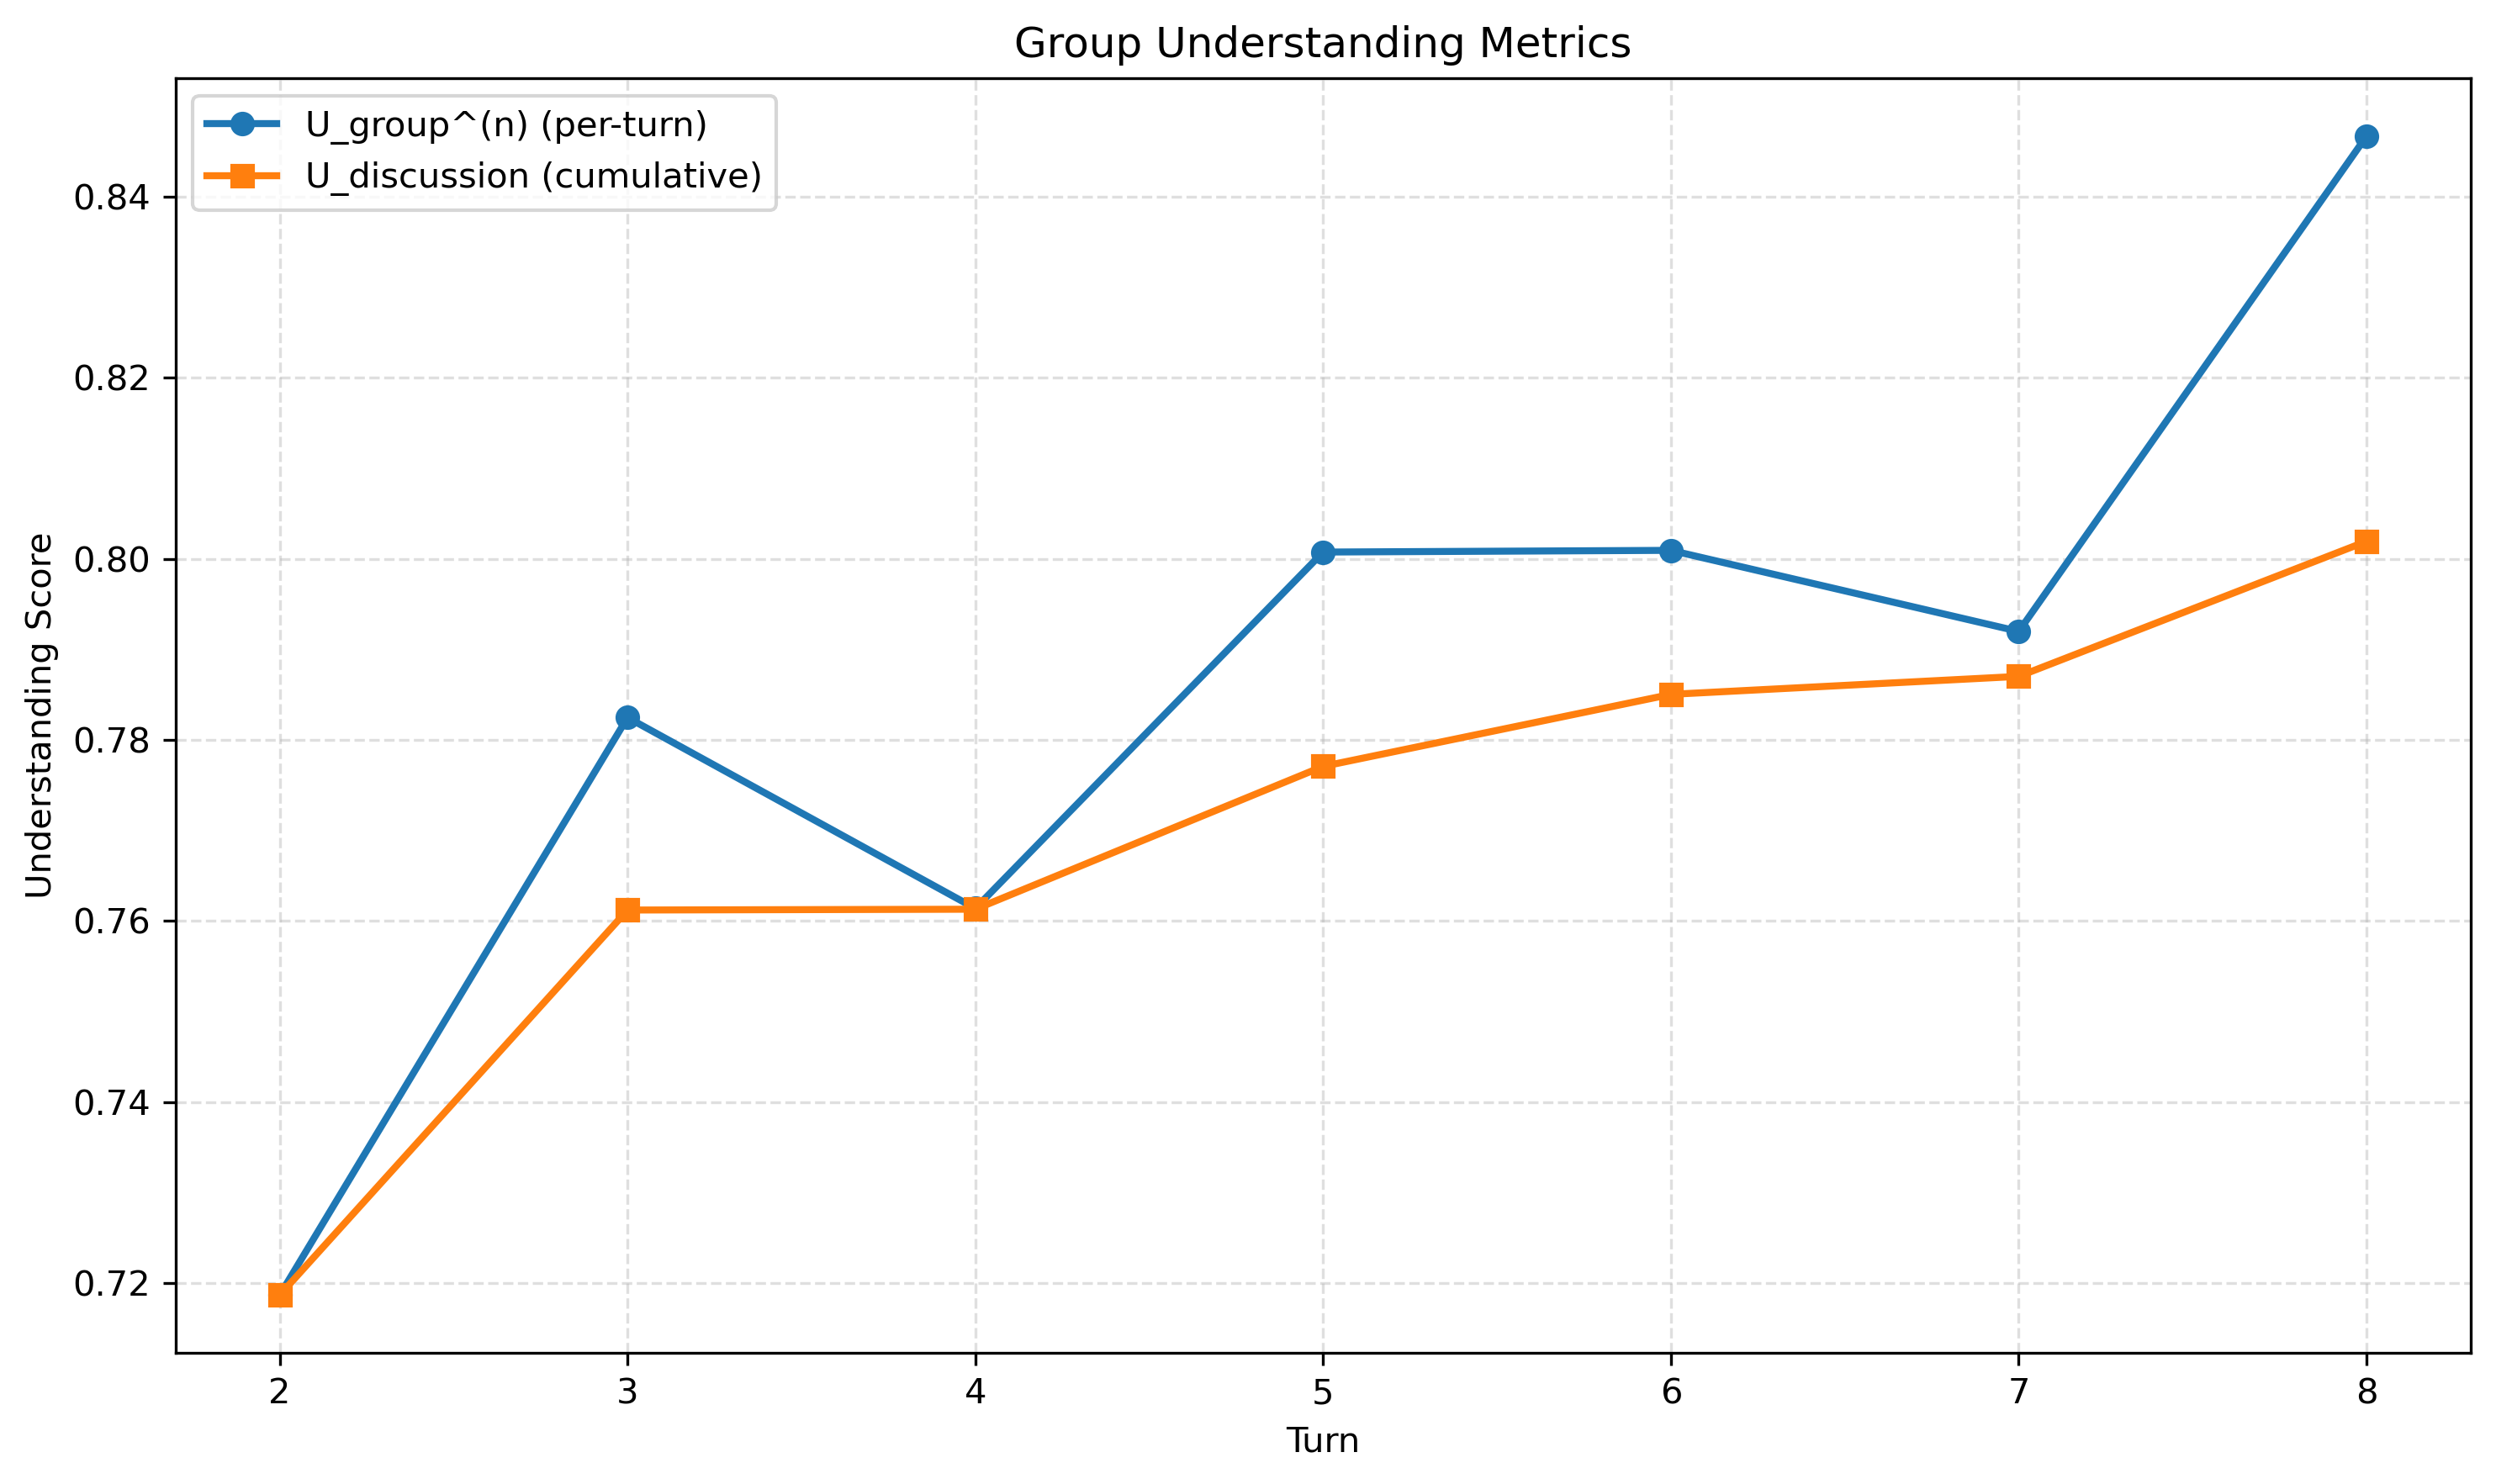 Group Understanding Metrics
U_group^(n) (per-turn)
U_discussion (cumulative)
0.84
0.82
0.80
0.78
0.76
0.74
0.72
Understanding Score
2 3 4 5 6 7 8
Turn